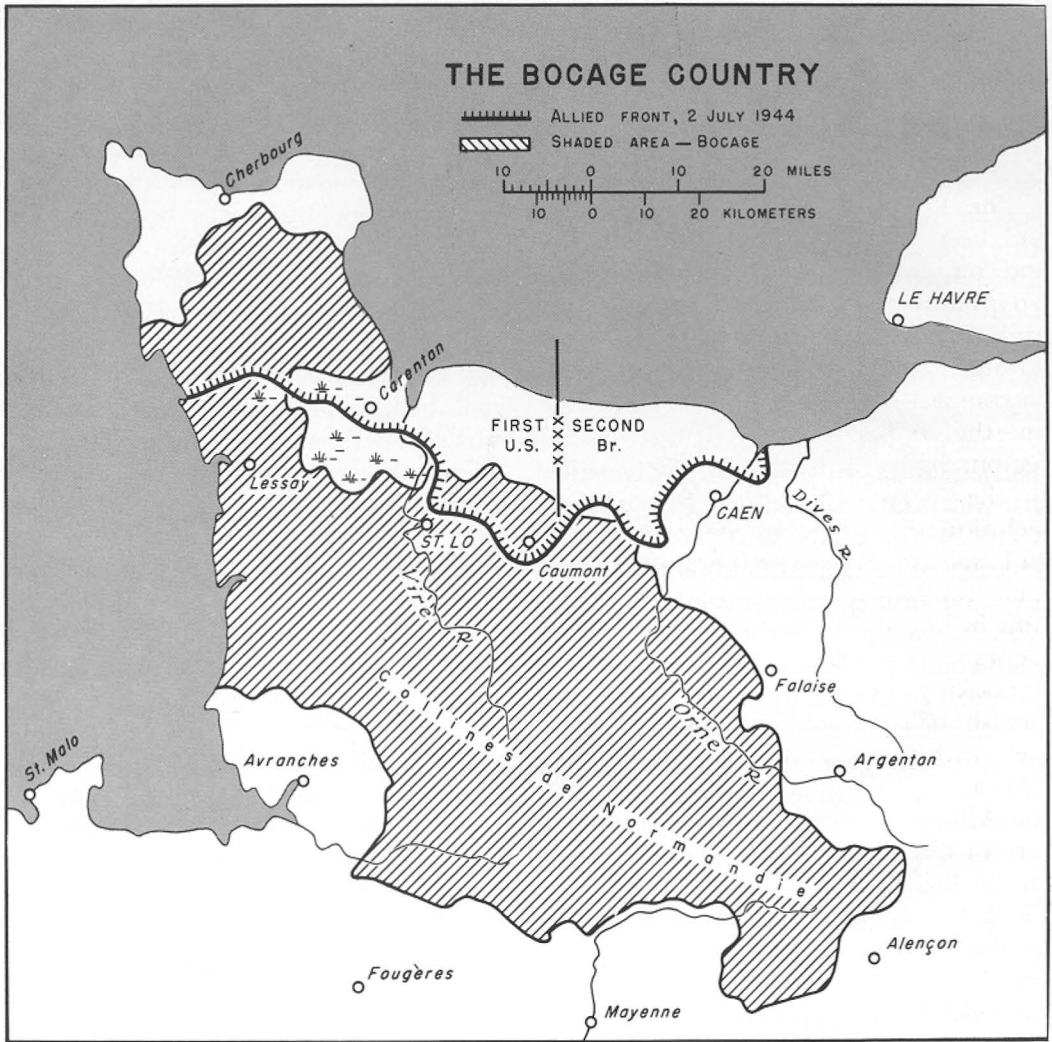 THE BOCAGE COUNTRY
ALLIED FRONT, 2 JULY 1944
SHADED AREA — BOCAGE
10 0 10 20 MILES
10 0 10 20 KILOMETERS
Cherbourg
LE HAVRE
Carentan
FIRST XXXX SECOND
U.S. Br.
Lessay
CAEN
Dives R.
ST. LO
Caumont
Vire R.
Falaise
Collines de Normandie
Orne R.
St. Malo
Avranches
Argentan
Alençon
Fougères
Mayenne